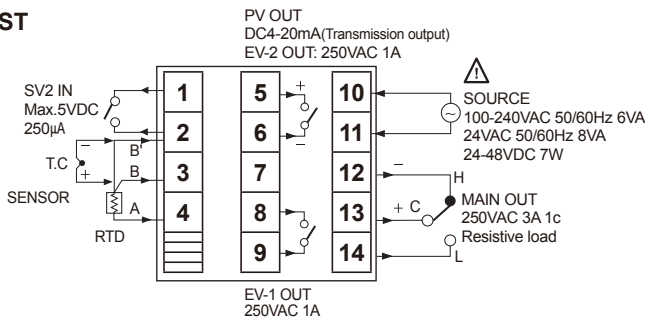 ST
PV OUT
DC4-20mA(Transmission output)
EV-2 OUT: 250VAC 1A
SV2 IN
Max.5VDC
250µA
T.C
SENSOR
RTD
− + B' B A
1
2
3
4
5
6
7
8
9
10
11
12
13
14
+
−
SOURCE
100-240VAC 50/60Hz 6VA
24VAC 50/60Hz 8VA
24-48VDC 7W
− H
+ C
L
MAIN OUT
250VAC 3A 1c
Resistive load
EV-1 OUT
250VAC 1A
!
~